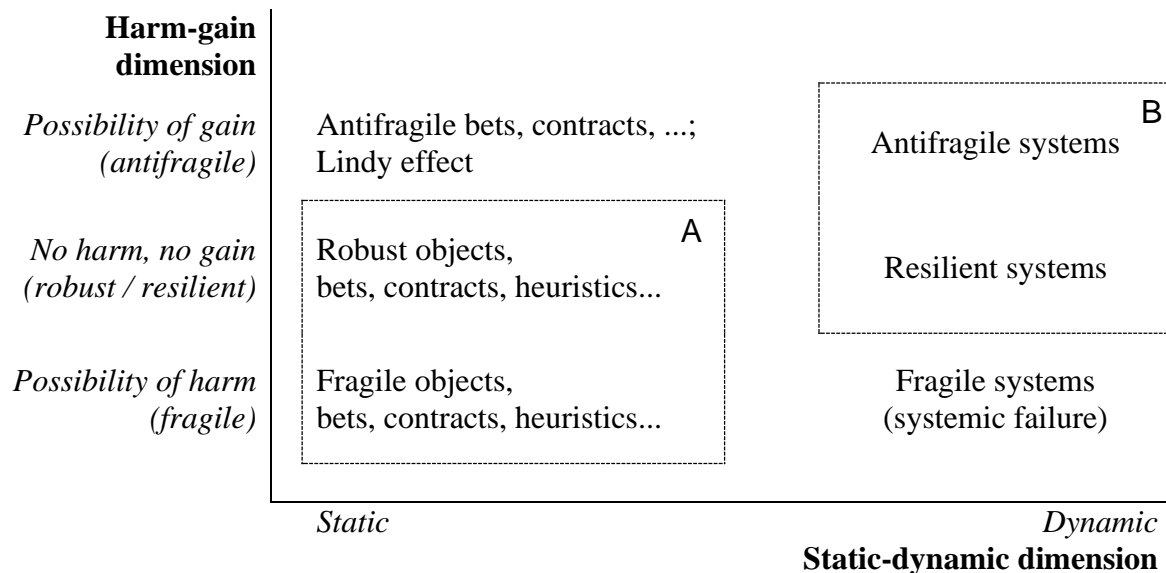 Harm-gain
dimension
Possibility of gain
(antifragile)
Antifragile bets, contracts, ...;
Lindy effect
B
Antifragile systems
A
No harm, no gain
(robust / resilient)
Robust objects,
bets, contracts, heuristics...
Resilient systems
Possibility of harm
(fragile)
Fragile objects,
bets, contracts, heuristics...
Fragile systems
(systemic failure)
Static
Dynamic
Static-dynamic dimension